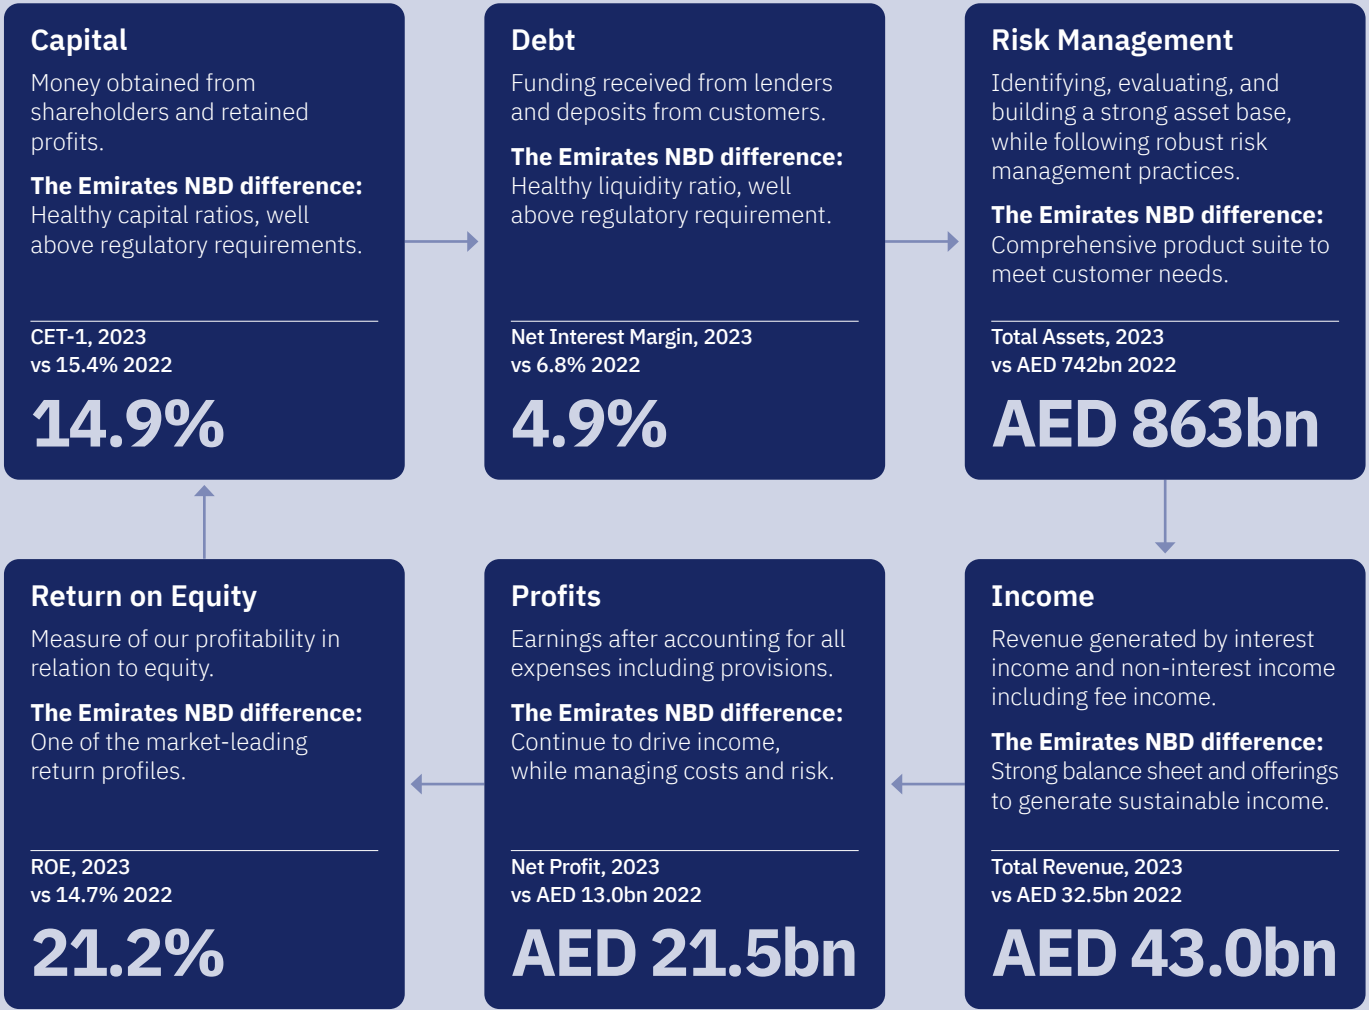 Capital
Money obtained from
shareholders and retained
profits.
The Emirates NBD difference:
Healthy capital ratios, well
above regulatory requirements.
CET-1, 2023
vs 15.4% 2022
14.9%
Debt
Funding received from lenders
and deposits from customers.
The Emirates NBD difference:
Healthy liquidity ratio, well
above regulatory requirement.
Net Interest Margin, 2023
vs 6.8% 2022
4.9%
Risk Management
Identifying, evaluating, and
building a strong asset base,
while following robust risk
management practices.
The Emirates NBD difference:
Comprehensive product suite to
meet customer needs.
Total Assets, 2023
vs AED 742bn 2022
AED 863bn
Return on Equity
Measure of our profitability in
relation to equity.
The Emirates NBD difference:
One of the market-leading
return profiles.
ROE, 2023
vs 14.7% 2022
21.2%
Profits
Earnings after accounting for all
expenses including provisions.
The Emirates NBD difference:
Continue to drive income,
while managing costs and risk.
Net Profit, 2023
vs AED 13.0bn 2022
AED 21.5bn
Income
Revenue generated by interest
income and non-interest income
including fee income.
The Emirates NBD difference:
Strong balance sheet and offerings
to generate sustainable income.
Total Revenue, 2023
vs AED 32.5bn 2022
AED 43.0bn